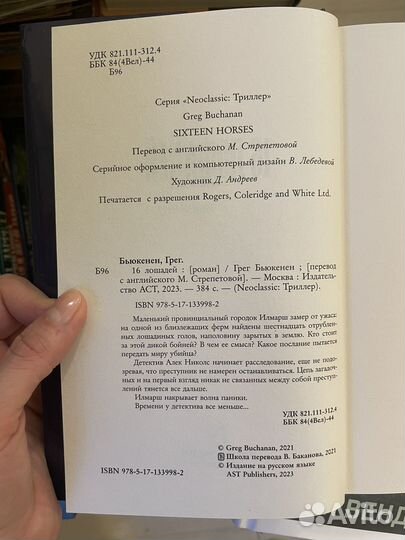 УДК 821.111-312.4
ББК 84(4Вел)-44
Б96
Серия «Neoclassic: Триллер»
Greg Buchanan
SIXTEEN HORSES
Перевод с английского М. Стрепетовой
Серийное оформление и компьютерный дизайн В. Лебедевой
Художник Д. Андреев
Печатается с разрешения Rogers, Coleridge and White Ltd.
Бьюкенен, Грег.
Б96 16 лошадей : [роман] / Грег Бьюкенен ; [перевод
с английского М. Стрепетовой]. — Москва : Издатель-
ство АСТ, 2023. — 384 с. — (Neoclassic: Триллер).
ISBN 978-5-17-133998-2
Маленький провинциальный городок Илмарш замер от ужаса:
на одной из близлежащих ферм найдены шестнадцать отрублен-
ных лошадиных голов, наполовину зарытых в землю. Кто стоит
за этой дикой бойней? В чем ее смысл? Какое послание пытается
передать миру убийца?
Детектив Алек Николс начинает расследование, еще не подо-
зревая, что преступник не намерен останавливаться. Цепь загадоч-
ных и на первый взгляд никак не связанных между собой преступ-
лений тянется все дальше.
Илмарш накрывает волна паники.
Времени у детектива все меньше...
УДК 821.111-312.4
ББК 84(4Вел)-44
© Greg Buchanan, 2021
Школа перевода В. Баканова, 2021
© Издание на русском языке
ISBN 978-5-17-133998-2 AST Publishers, 2023
Avito